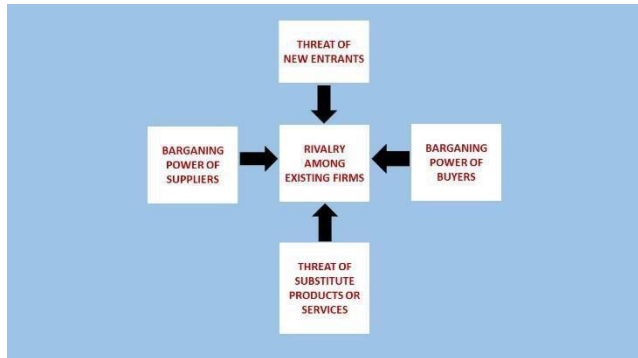 THREAT OF
NEW ENTRANTS
BARGANING
POWER OF
SUPPLIERS
RIVALRY
AMONG
EXISTING FIRMS
BARGANING
POWER OF
BUYERS
THREAT OF
SUBSTITUTE
PRODUCTS OR
SERVICES